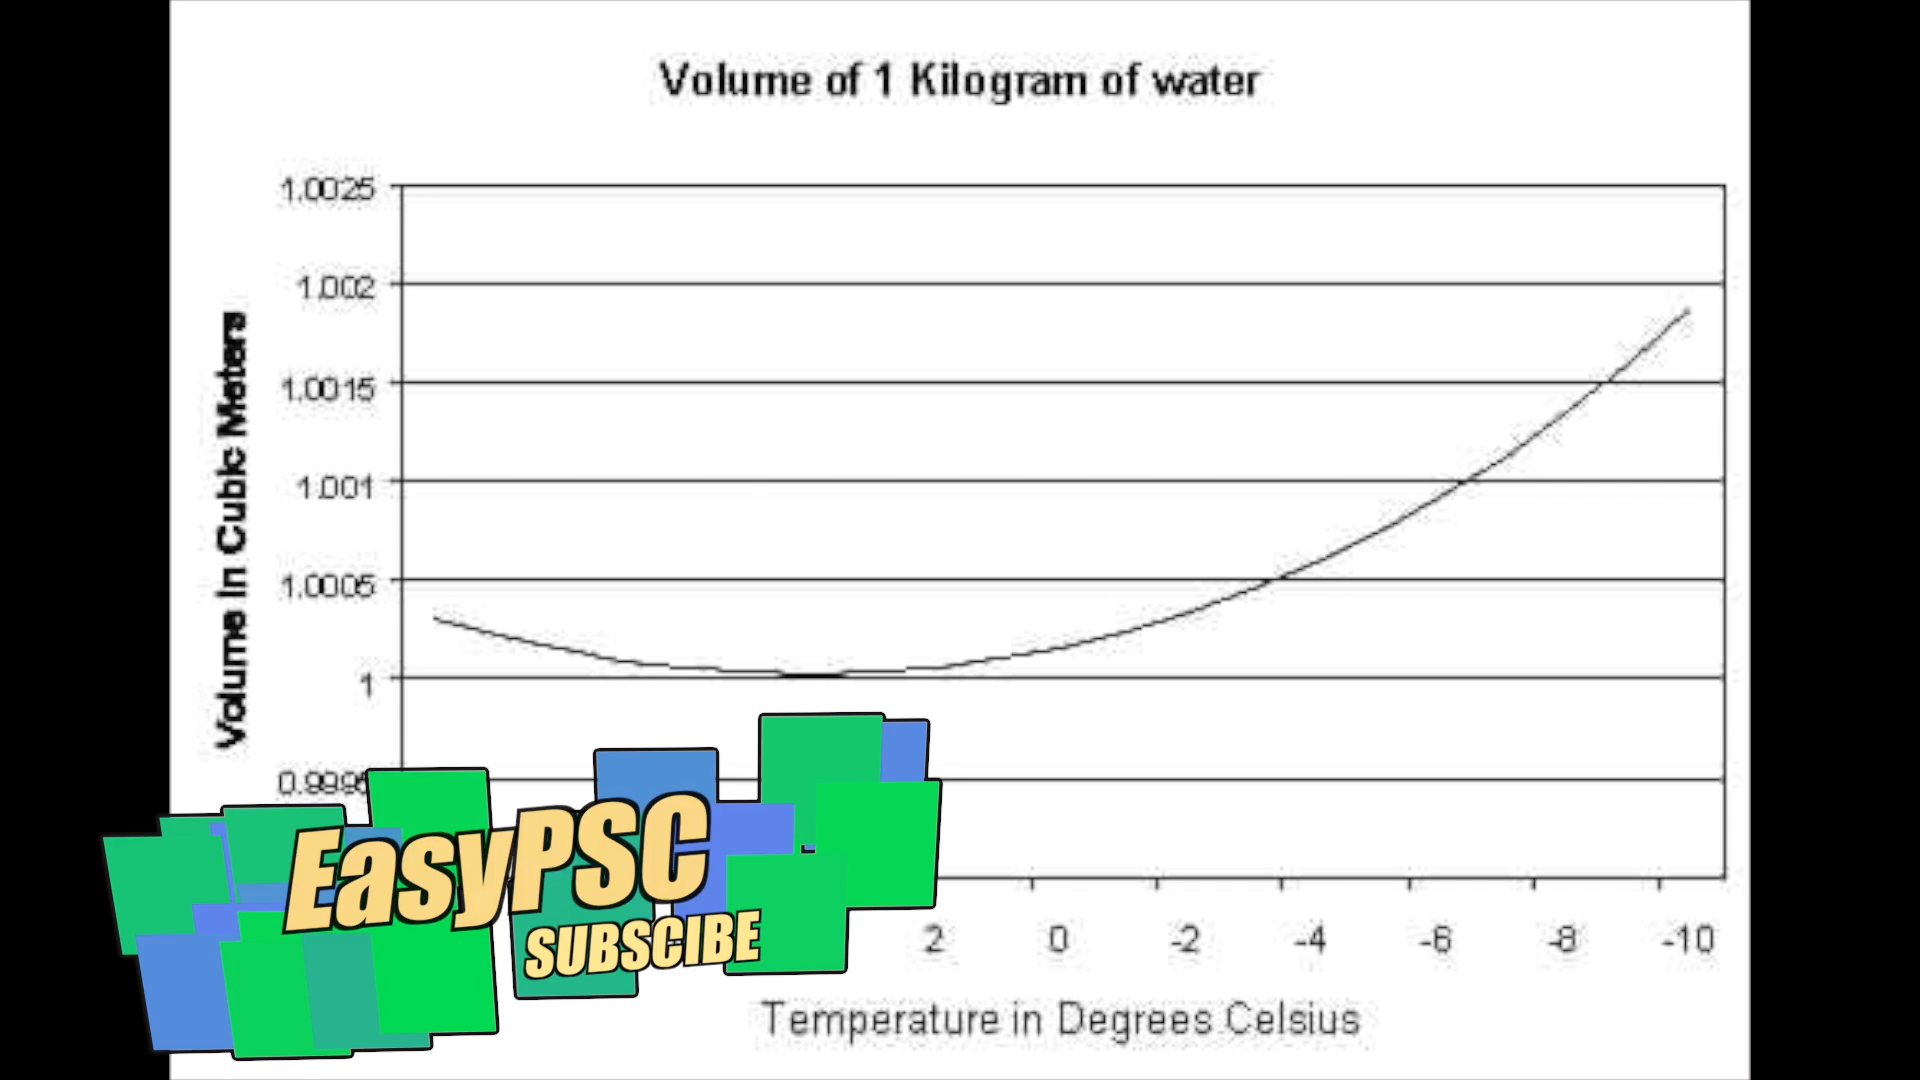 Volume of 1 Kilogram of water
1.0025
1.002
1.0015
1.001
1.0005
1
Volume In Cubic Meters
EasyPSC
SUBSCIBE
2 0 -2 -4 -6 -8 -10
Temperature in Degrees Celsius